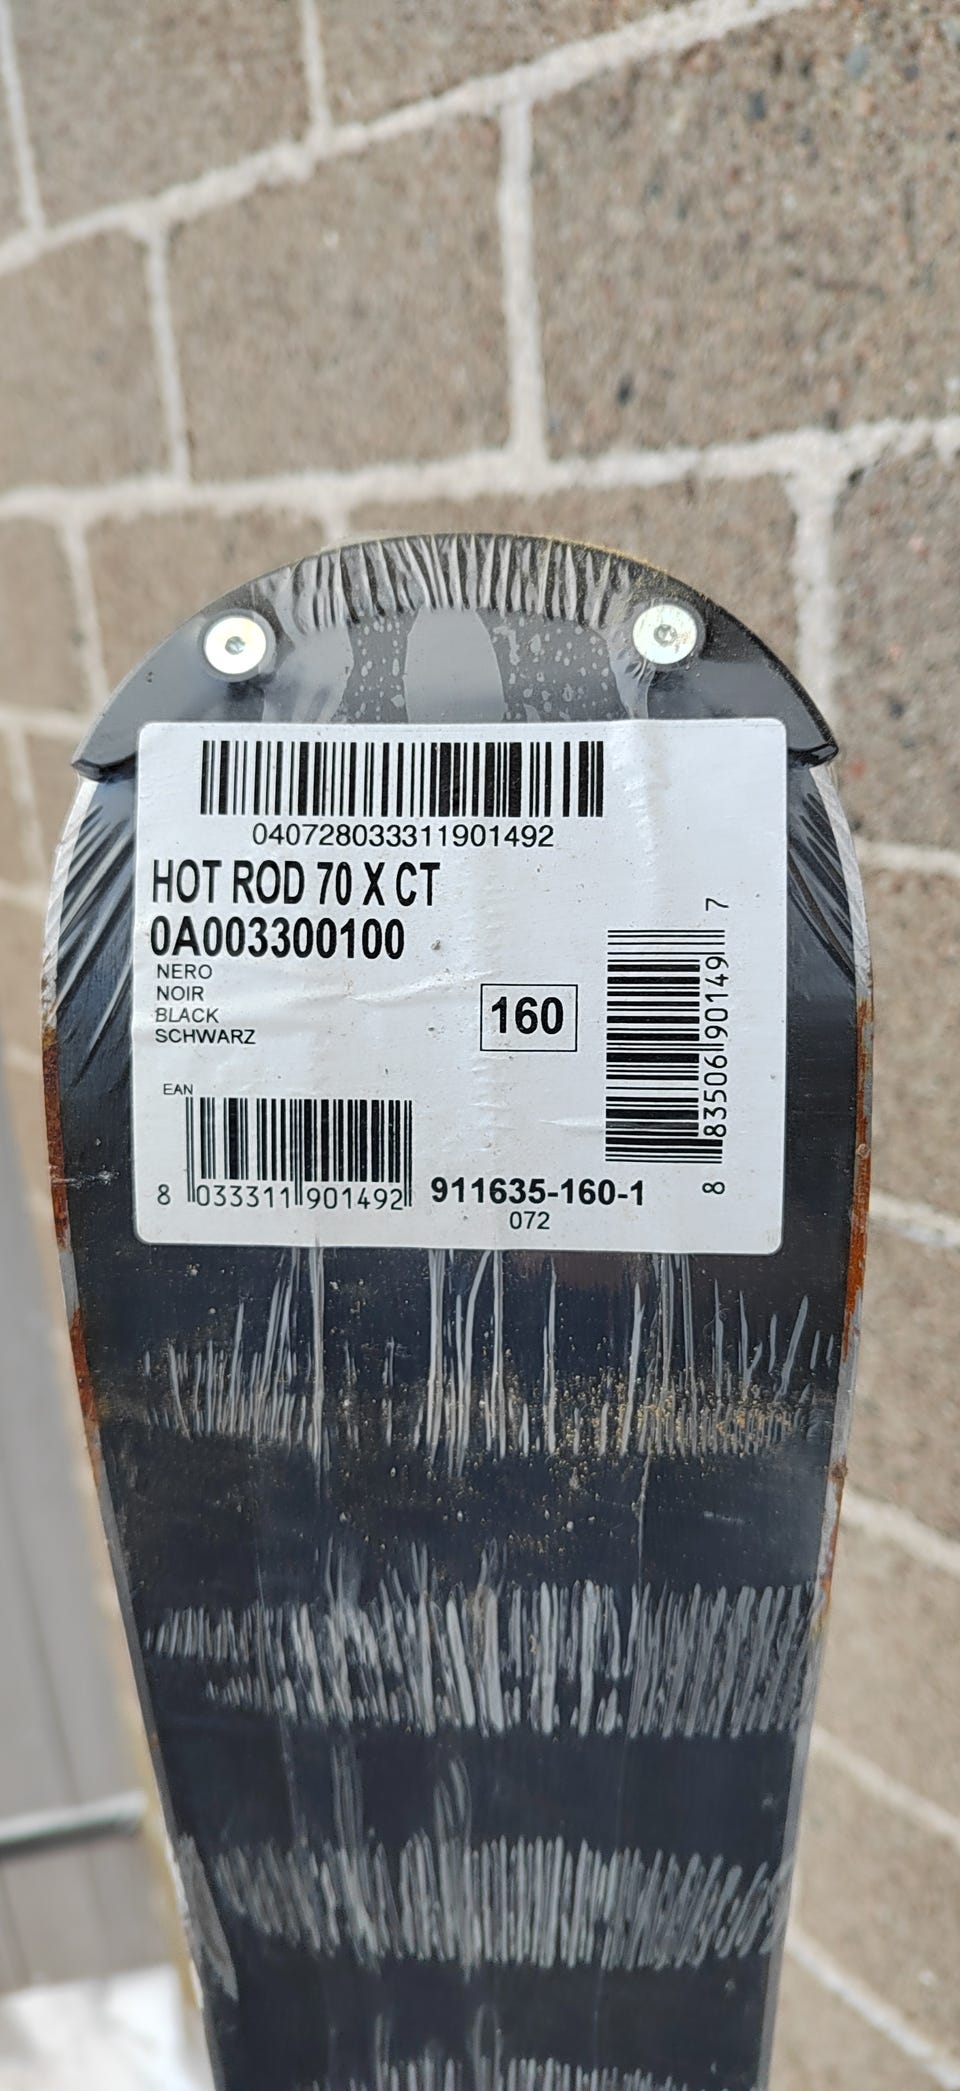 040728033311901492
HOT ROD 70 X CT
0A003300100
NERO
NOIR
BLACK
SCHWARZ
160
EAN
8 033311 901492
911635-160-1
072
8 83506 90149 7